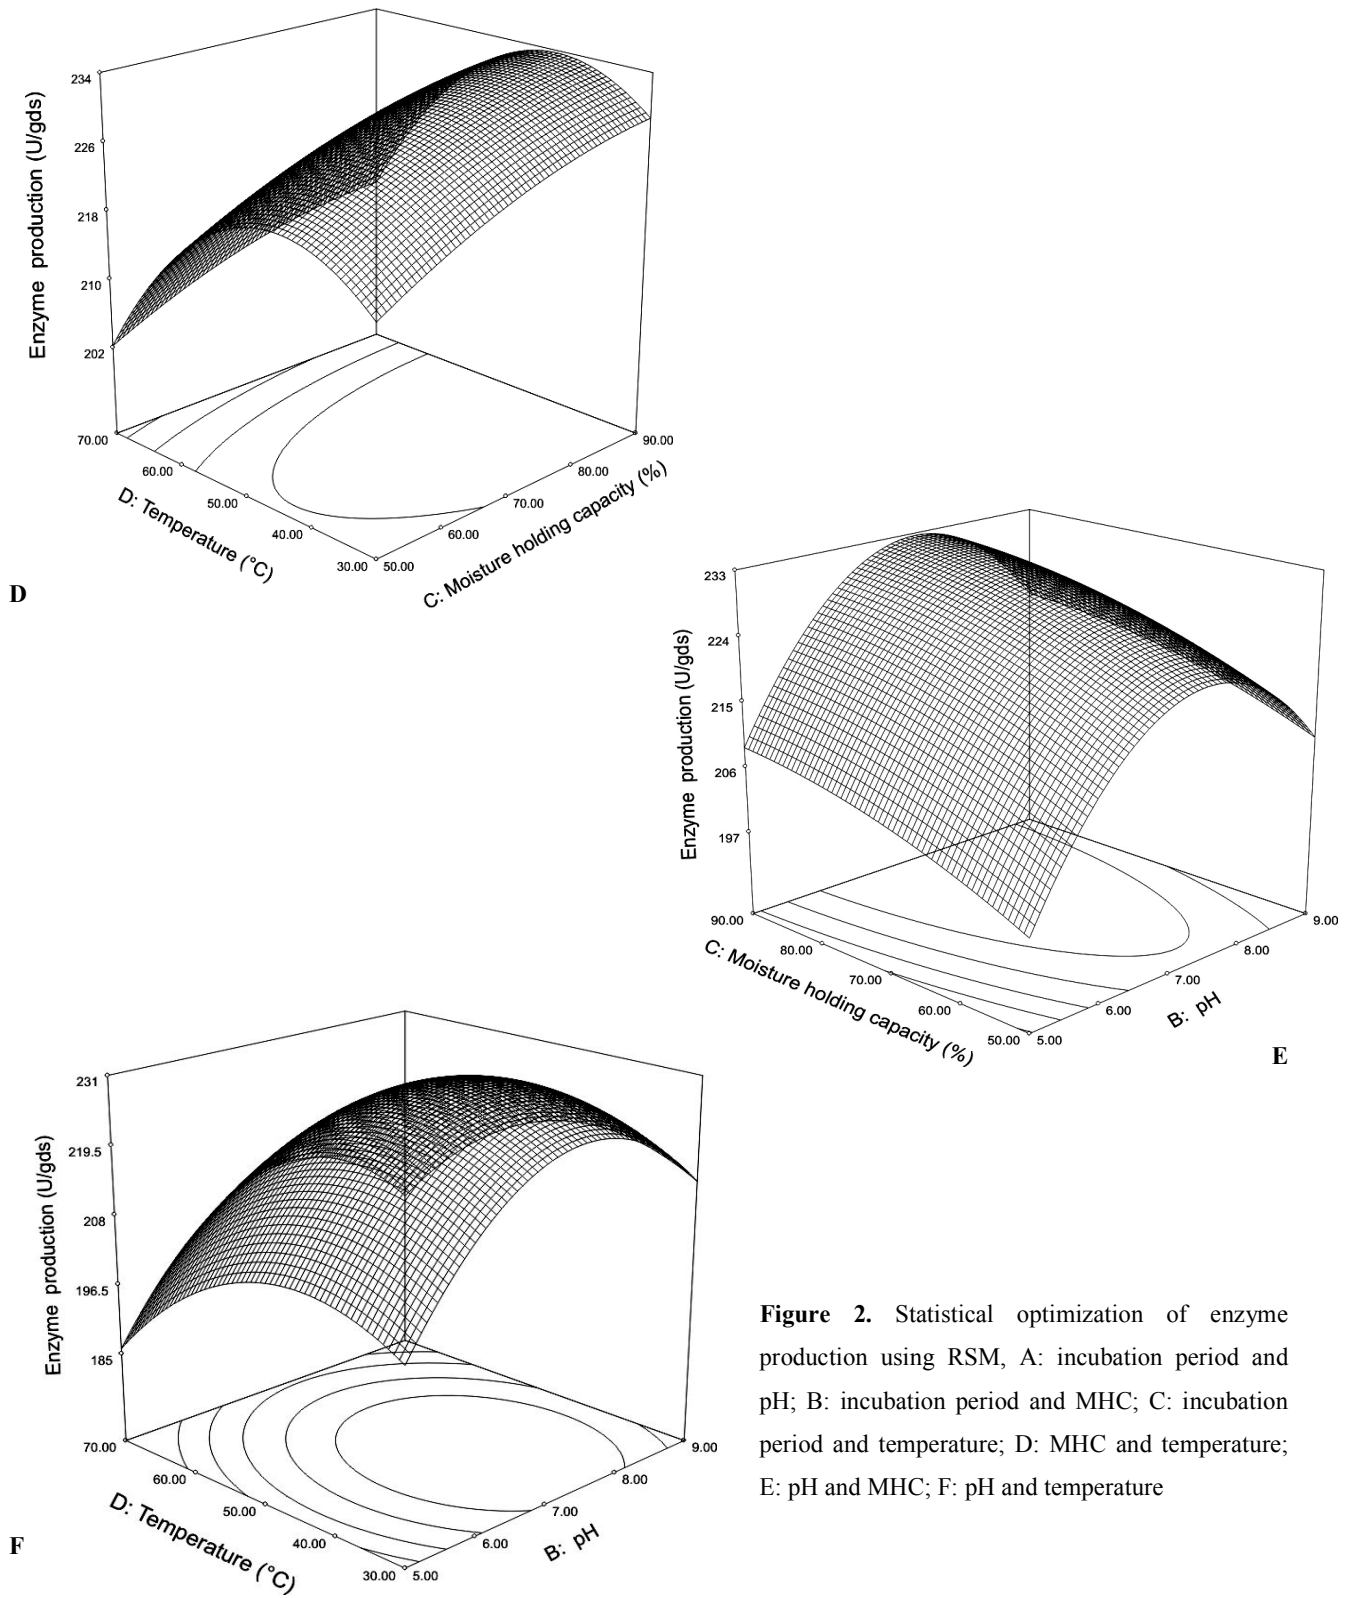 234
226
218
210
202
Enzyme production (U/gds)
70.00
60.00
50.00
40.00
30.00
D: Temperature (°C)
50.00
60.00
70.00
80.00
90.00
C: Moisture holding capacity (%)
D
233
224
215
206
197
Enzyme production (U/gds)
90.00
80.00
70.00
60.00
50.00
C: Moisture holding capacity (%)
5.00
6.00
7.00
8.00
9.00
B: pH
E
231
219.5
208
196.5
185
Enzyme production (U/gds)
70.00
60.00
50.00
40.00
30.00
D: Temperature (°C)
5.00
6.00
7.00
8.00
9.00
B: pH
F
Figure 2. Statistical optimization of enzyme
production using RSM, A: incubation period and
pH; B: incubation period and MHC; C: incubation
period and temperature; D: MHC and temperature;
E: pH and MHC; F: pH and temperature